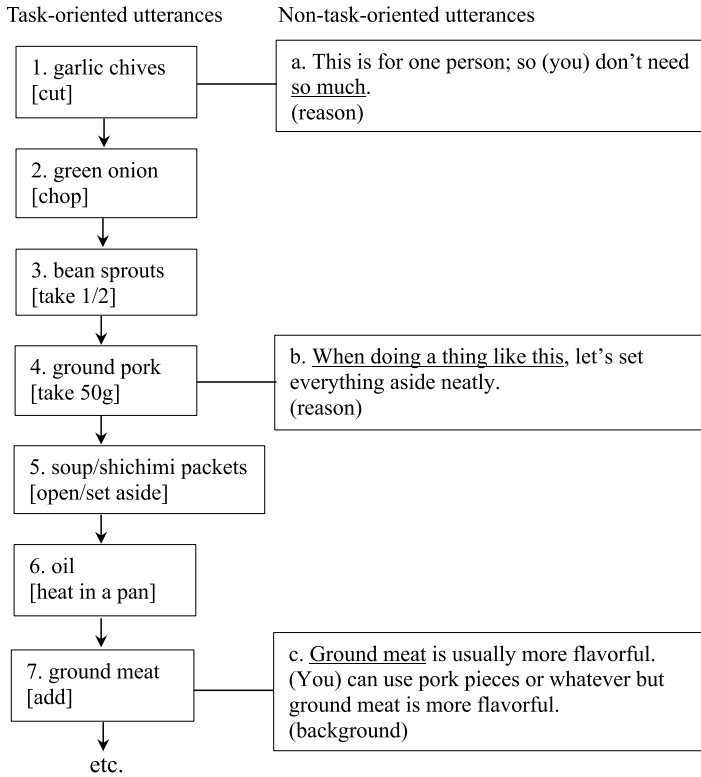 Task-oriented utterances
Non-task-oriented utterances
1. garlic chives
[cut]
a. This is for one person; so (you) don’t need
so much.
(reason)
2. green onion
[chop]
3. bean sprouts
[take 1/2]
4. ground pork
[take 50g]
b. When doing a thing like this, let’s set
everything aside neatly.
(reason)
5. soup/shichimi packets
[open/set aside]
6. oil
[heat in a pan]
7. ground meat
[add]
c. Ground meat is usually more flavorful.
(You) can use pork pieces or whatever but
ground meat is more flavorful.
(background)
etc.